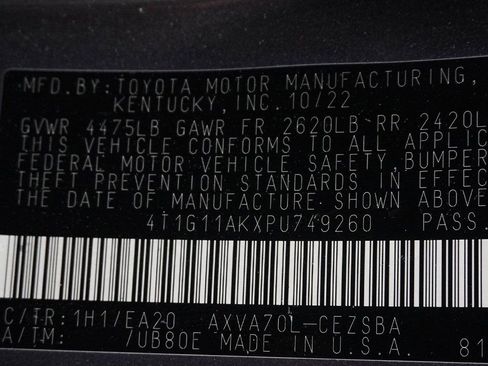 MFD.BY:TOYOTA MOTOR MANUFACTURING,
KENTUCKY,INC.10/22
GVWR 4475LB GAWR FR 2620LB RR 2420L
THIS VEHICLE CONFORMS TO ALL APPLIC
FEDERAL MOTOR VEHICLE SAFETY,BUMPER
THEFT PREVENTION STANDARDS IN EFFEC
THE DATE OF MANUFACTURE SHOWN ABOVE
4T1G11AKXPU749260 PASS.
C/TR:1H1/EA20 AXVA70L-CEZSBA
A/TM: /UB80E MADE IN U.S.A. 81